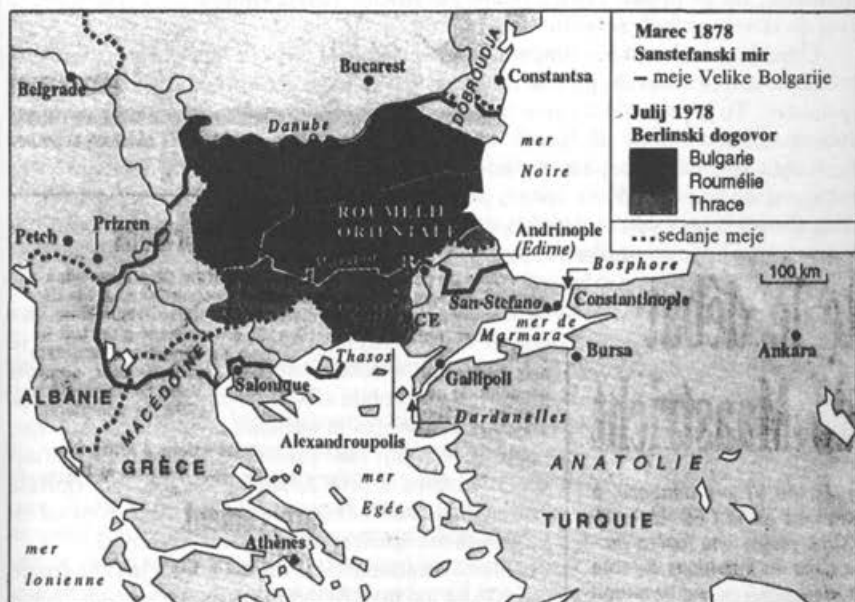 Marec 1878
Sanstefanski mir
– meje Velike Bolgarije
Julij 1978
Berlinski dogovor
Bulgarie
Roumélie
Thrace
sedanje meje
Belgrade
Bucarest
Constantsa
DOBROUDJA
Danube
mer
Noire
ROUMELIE
ORIENTALE
Petch
Prizren
Andrinople
(Edirne)
Bosphore
100 km
San-Stefano
Constantinople
mer de
Marmara
Thasos
Salonique
Gallipoli
Bursa
Ankara
ALBANIE
MACÉDOINE
Dardanelles
Alexandroupolis
GRÈCE
ANATOLIE
mer
Egée
TURQUIE
Athènes
mer
Ionienne